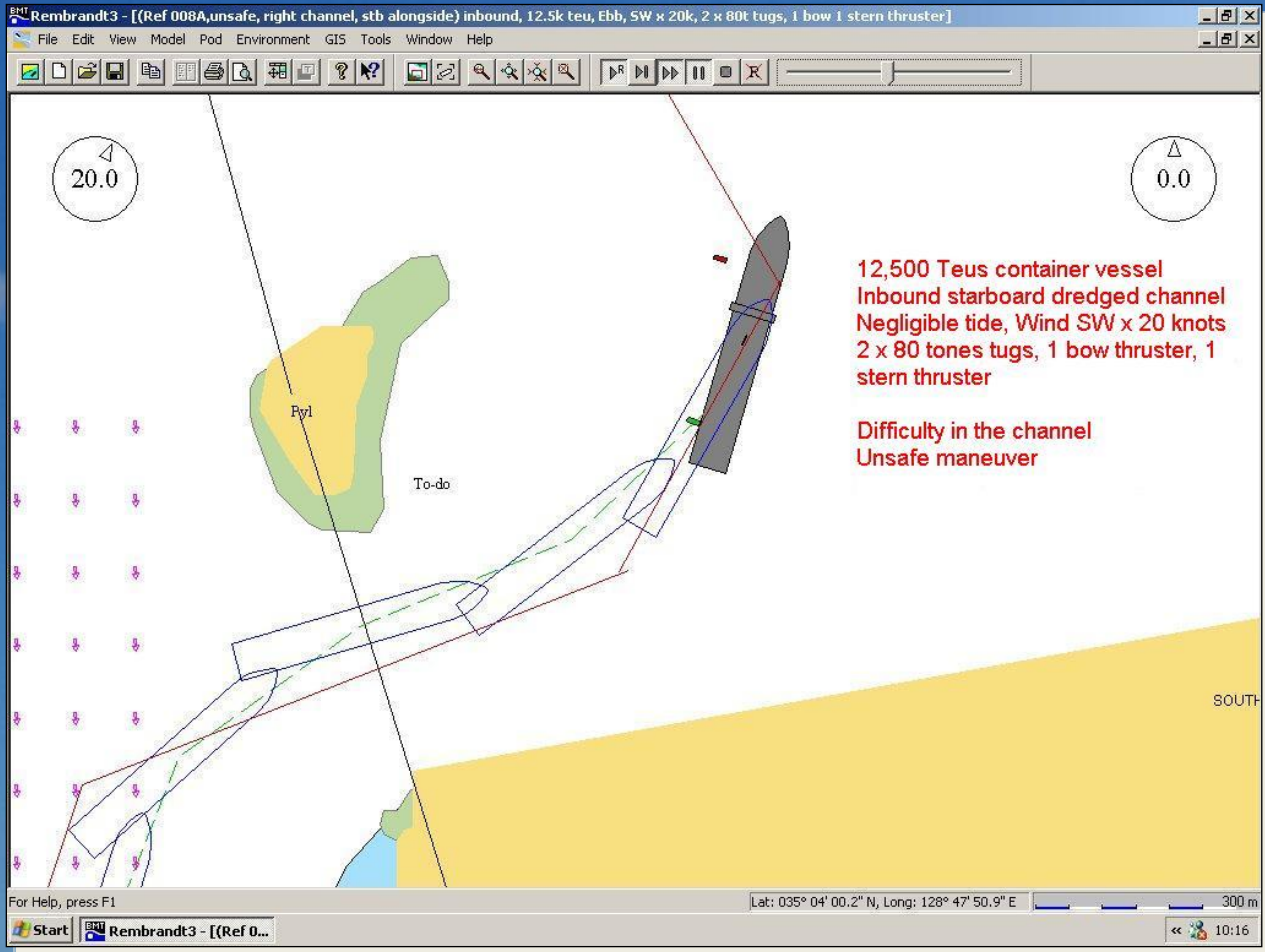 Rembrandt3 - [(Ref 008A,unsafe, right channel, stb alongside) inbound, 12.5k teu, Ebb, SW x 20k, 2 x 80t tugs, 1 bow 1 stern thruster]
File Edit View Model Pod Environment GIS Tools Window Help
20.0
0.0
12,500 Teus container vessel
Inbound starboard dredged channel
Negligible tide, Wind SW x 20 knots
2 x 80 tones tugs, 1 bow thruster, 1
stern thruster
Difficulty in the channel
Unsafe maneuver
Pyl
To-do
SOUTH
For Help, press F1
Lat: 035° 04' 00.2" N, Long: 128° 47' 50.9" E
300 m
Start
BMT Rembrandt3 - [(Ref 0...
10:16